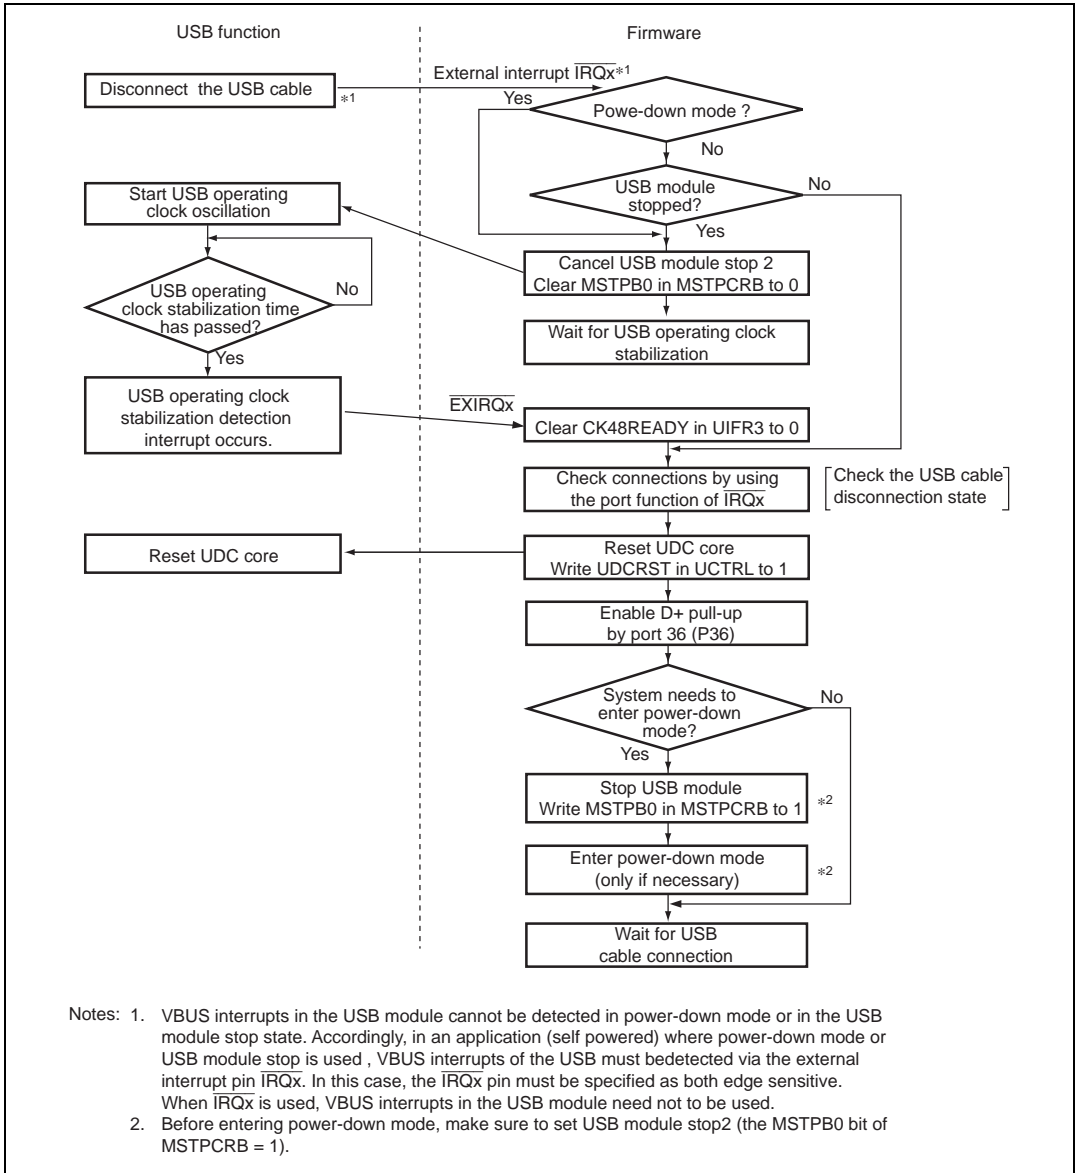 USB function
Firmware
External interrupt IRQx*1
Disconnect the USB cable
*1
Yes
Powe-down mode ?
No
USB module
stopped?
No
Yes
Start USB operating
clock oscillation
Cancel USB module stop 2
Clear MSTPB0 in MSTPCRB to 0
USB operating
clock stabilization time
has passed?
No
Yes
Wait for USB operating clock
stabilization
USB operating clock
stabilization detection
interrupt occurs.
EXIRQx
Clear CK48READY in UIFR3 to 0
Check connections by using
the port function of IRQx
Check the USB cable
disconnection state
Reset UDC core
Reset UDC core
Write UDCRST in UCTRL to 1
Enable D+ pull-up
by port 36 (P36)
System needs to
enter power-down
mode?
No
Yes
Stop USB module
Write MSTPB0 in MSTPCRB to 1
*2
Enter power-down mode
(only if necessary)
*2
Wait for USB
cable connection
Notes: 1. VBUS interrupts in the USB module cannot be detected in power-down mode or in the USB
module stop state. Accordingly, in an application (self powered) where power-down mode or
USB module stop is used , VBUS interrupts of the USB must bedetected via the external
interrupt pin IRQx. In this case, the IRQx pin must be specified as both edge sensitive.
When IRQx is used, VBUS interrupts in the USB module need not to be used.
2. Before entering power-down mode, make sure to set USB module stop2 (the MSTPB0 bit of
MSTPCRB = 1).